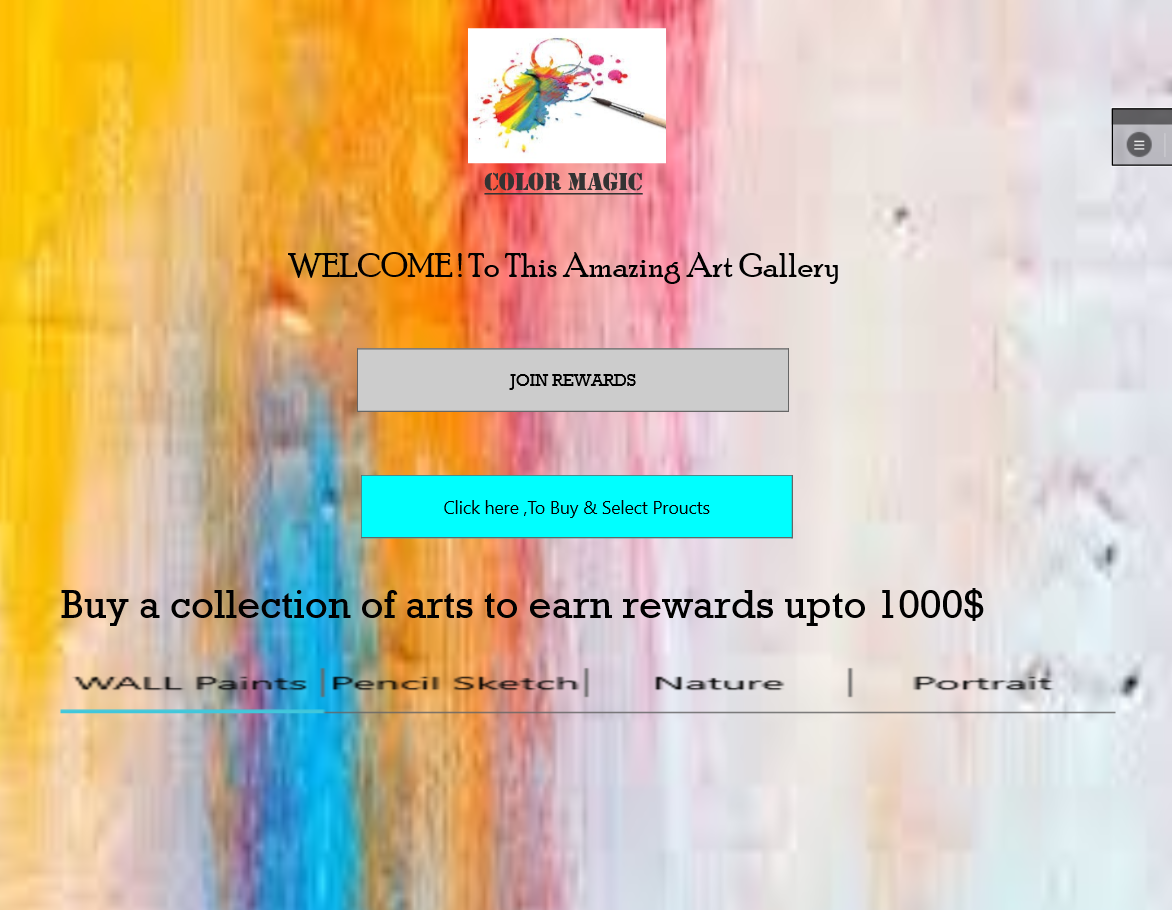 COLOR MAGIC
WELCOME! To This Amazing Art Gallery
JOIN REWARDS
Click here ,To Buy & Select Proucts
Buy a collection of arts to earn rewards upto 1000$
WALL Paints | Pencil Sketch | Nature | Portrait